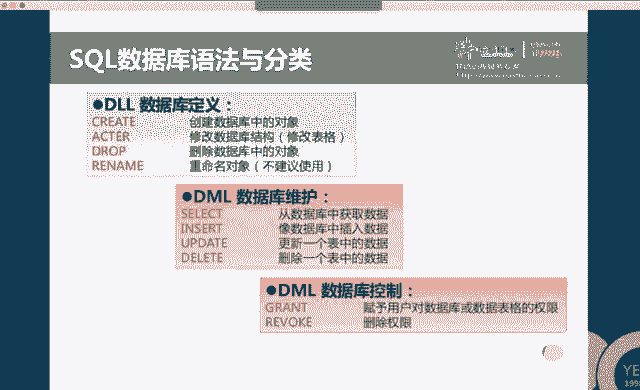 SQL数据库语法与分类
●DLL 数据库定义：
CREATE 创建数据库中的对象
ACTER 修改数据库结构（修改表格）
DROP 删除数据库中的对象
RENAME 重命名对象（不建议使用）
●DML 数据库维护：
SELECT 从数据库中获取数据
INSERT 像数据库中插入数据
UPDATE 更新一个表中的数据
DELETE 删除一个表中的数据
●DML 数据库控制：
GRANT 赋予用户对数据库或数据表格的权限
REVOKE 删除权限